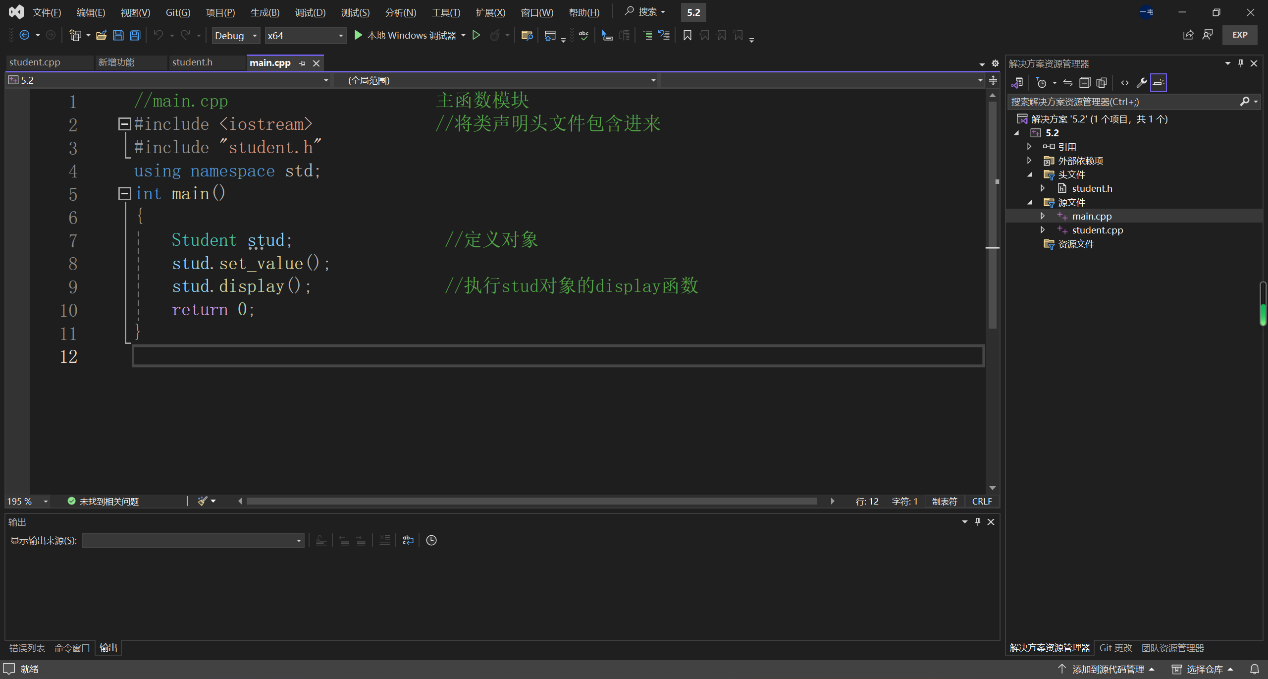 文件(F) 编辑(E) 视图(V) Git(G) 项目(P) 生成(B) 调试(D) 测试(S) 分析(N) 工具(T) 扩展(X) 窗口(W) 帮助(H) 搜索 5.2
Debug x64 本地 Windows 调试器 EXP
student.cpp 新增功能 student.h main.cpp
5.2 (全局范围)
1 //main.cpp 主函数模块
2 #include <iostream> //将类声明头文件包含进来
3 #include "student.h"
4 using namespace std;
5 int main()
6 {
7 Student stud; //定义对象
8 stud.set_value();
9 stud.display(); //执行stud对象的display函数
10 return 0;
11 }
12
195 % 未找到相关问题 行: 12 字符: 1 制表符 CRLF
输出
显示输出来源(S):
错误列表 命令窗口 输出
解决方案资源管理器
搜索解决方案资源管理器(Ctrl+;)
解决方案 '5.2' (1 个项目，共 1 个)
5.2
引用
外部依赖项
头文件
student.h
源文件
main.cpp
student.cpp
资源文件
解决方案资源管理器 Git 更改 团队资源管理器
就绪 添加到源代码管理 选择仓库